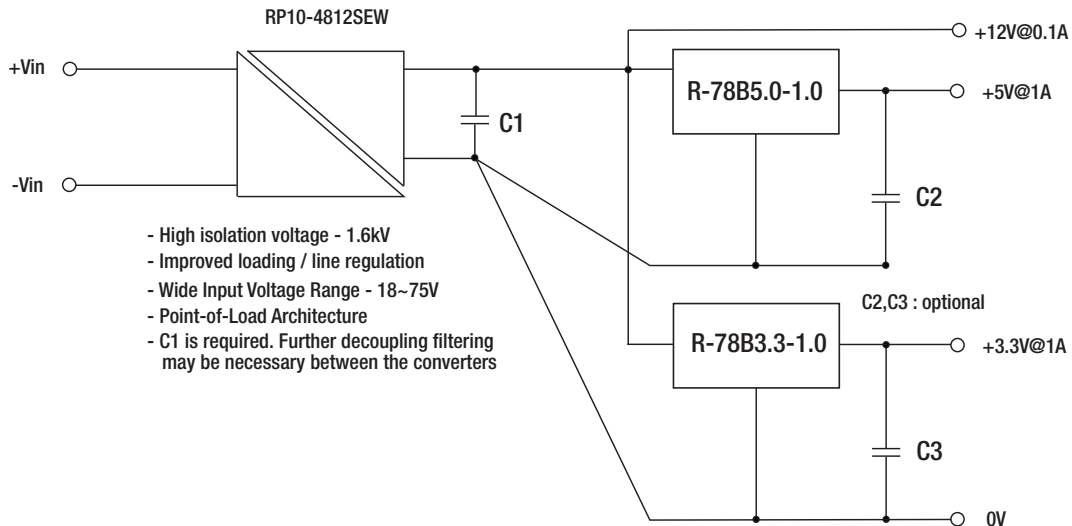 RP10-4812SEW
+12V@0.1A
+Vin
R-78B5.0-1.0
+5V@1A
C1
-Vin
C2
- High isolation voltage - 1.6kV
- Improved loading / line regulation
- Wide Input Voltage Range - 18~75V
- Point-of-Load Architecture
- C1 is required. Further decoupling filtering
may be necessary between the converters
C2,C3 : optional
R-78B3.3-1.0
+3.3V@1A
C3
0V